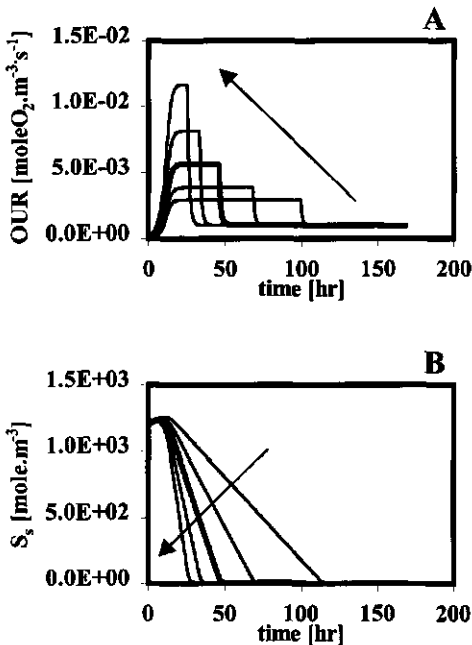 A
1.5E-02
1.0E-02
5.0E-03
0.0E+00
OUR [moleO₂.m⁻³.s⁻¹]
0 50 100 150 200
time [hr]
B
1.5E+03
1.0E+03
5.0E+02
0.0E+00
Sₛ [mole.m⁻³]
0 50 100 150 200
time [hr]